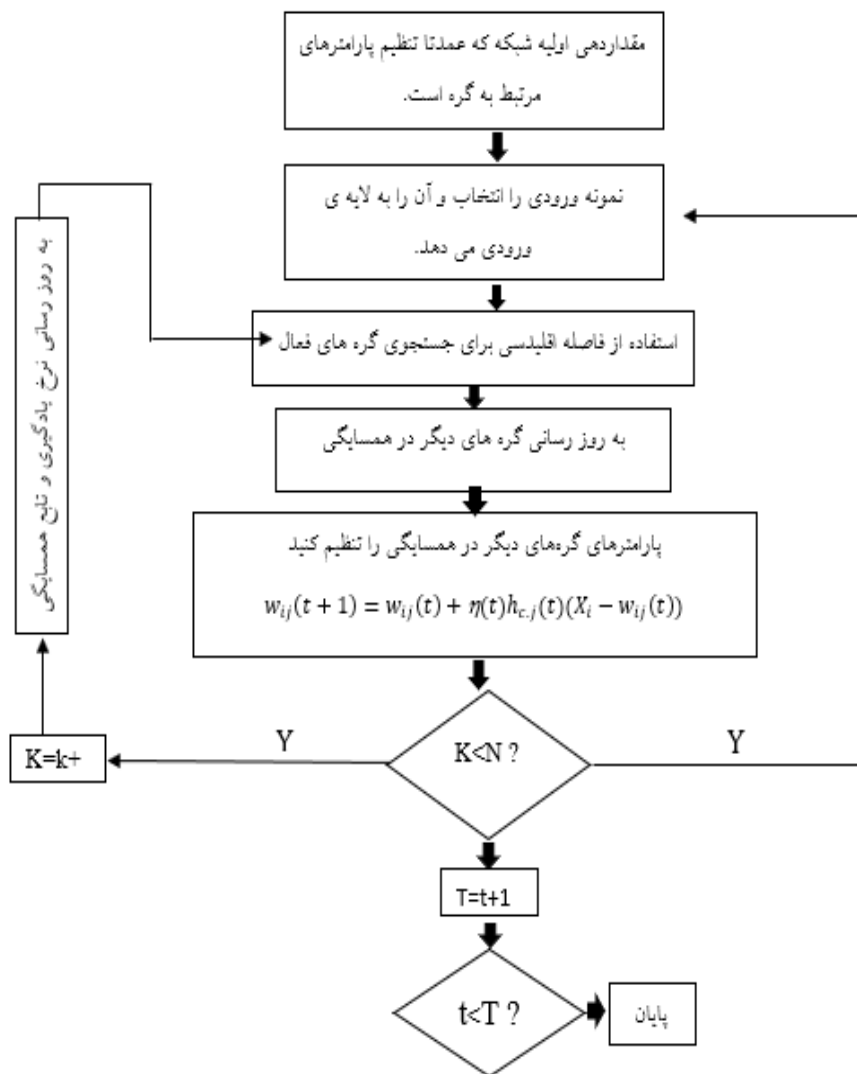 مقداردهی اولیه شبکه که عمدتا تنظیم پارامترهای
مرتبط به گره است.
نمونه ورودی را انتخاب و آن را به لایه ی
ورودی می دهد.
استفاده از فاصله اقلیدسی برای جستجوی گره های فعال
به روز رسانی گره های دیگر در همسایگی
پارامترهای گره‌های دیگر در همسایگی را تنظیم کنید
w_{ij}(t + 1) = w_{ij}(t) + η(t)h_{c.j}(t)(X_i − w_{ij}(t))
به روز رسانی نرخ یادگیری و تابع همسایگی
K=k+
Y
K<N ?
Y
T=t+1
t<T ?
پایان